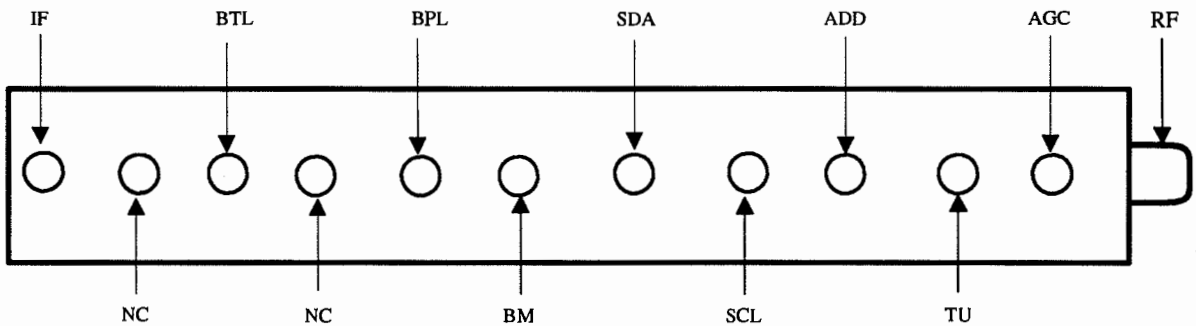 IF BTL BPL SDA ADD AGC RF
NC NC BM SCL TU